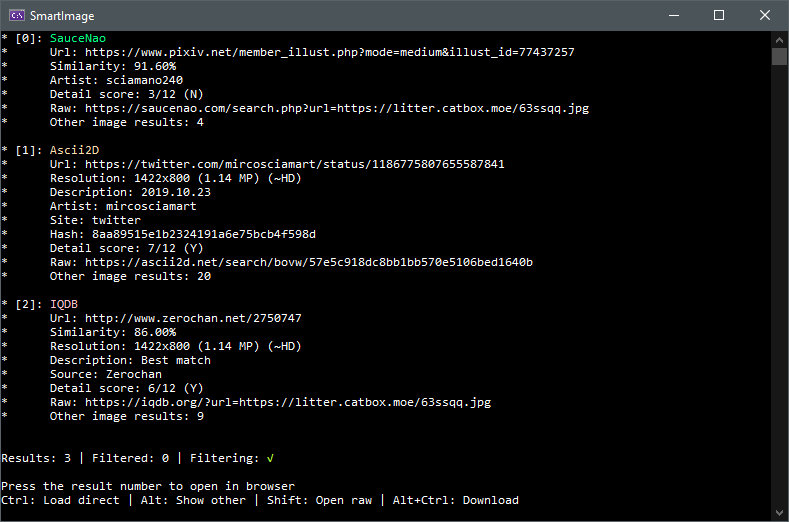 SmartImage
* [0]: SauceNao
* Url: https://www.pixiv.net/member_illust.php?mode=medium&illust_id=77437257
* Similarity: 91.60%
* Artist: sciamano240
* Detail score: 3/12 (N)
* Raw: https://saucenao.com/search.php?url=https://litter.catbox.moe/63ssqq.jpg
* Other image results: 4
* [1]: Ascii2D
* Url: https://twitter.com/mircosciamart/status/1186775807655587841
* Resolution: 1422x800 (1.14 MP) (~HD)
* Description: 2019.10.23
* Artist: mircosciamart
* Site: twitter
* Hash: 8aa89515e1b2324191a6e75bcb4f598d
* Detail score: 7/12 (Y)
* Raw: https://ascii2d.net/search/bovw/57e5c918dc8bb1bb570e5106bed1640b
* Other image results: 20
* [2]: IQDB
* Url: http://www.zerochan.net/2750747
* Similarity: 86.00%
* Resolution: 1422x800 (1.14 MP) (~HD)
* Description: Best match
* Source: Zerochan
* Detail score: 6/12 (Y)
* Raw: https://iqdb.org/?url=https://litter.catbox.moe/63ssqq.jpg
* Other image results: 9
Results: 3 | Filtered: 0 | Filtering: √
Press the result number to open in browser
Ctrl: Load direct | Alt: Show other | Shift: Open raw | Alt+Ctrl: Download